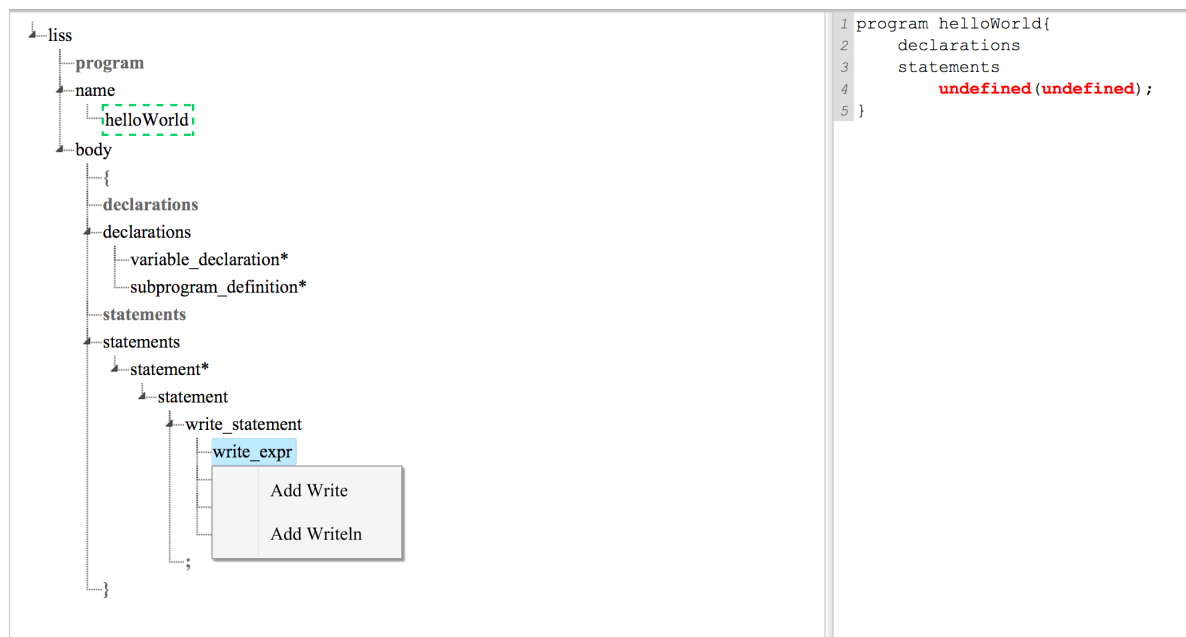 liss
program
name
helloWorld
body
{
declarations
declarations
variable_declaration*
subprogram_definition*
statements
statements
statement*
statement
write_statement
write_expr
Add Write
Add Writeln
;
}
1 program helloWorld{
2 declarations
3 statements
4 undefined(undefined);
5 }